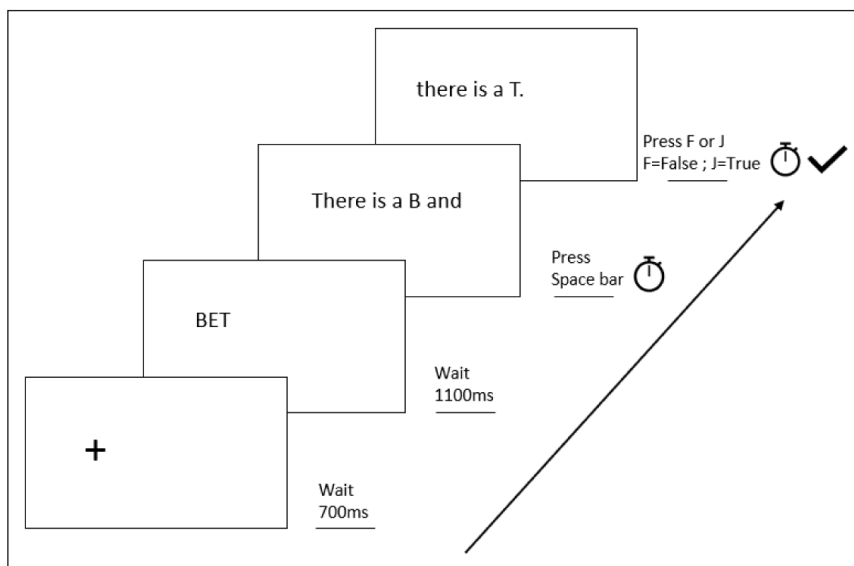 there is a T.
Press F or J
F=False ; J=True
There is a B and
Press
Space bar
BET
Wait
1100ms
+
Wait
700ms